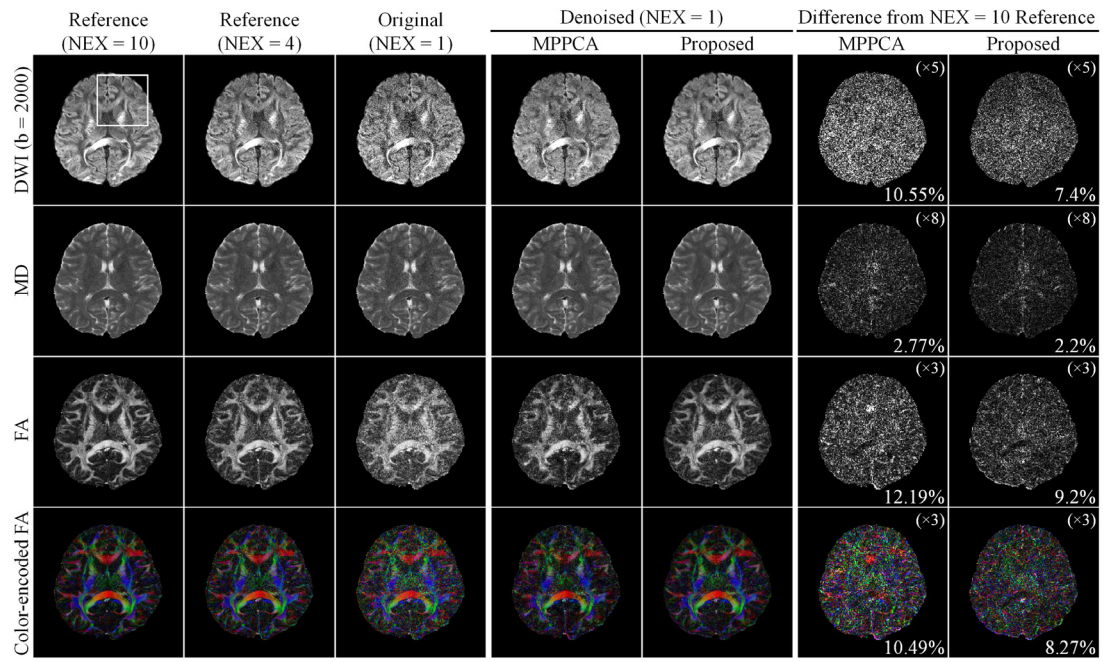 Reference
(NEX = 10)
Reference
(NEX = 4)
Original
(NEX = 1)
Denoised (NEX = 1)
MPPCA
Proposed
Difference from NEX = 10 Reference
MPPCA
Proposed
DWI (b = 2000)
(×5)
10.55%
(×5)
7.4%
MD
(×8)
2.77%
(×8)
2.2%
FA
(×3)
12.19%
(×3)
9.2%
Color-encoded FA
(×3)
10.49%
(×3)
8.27%